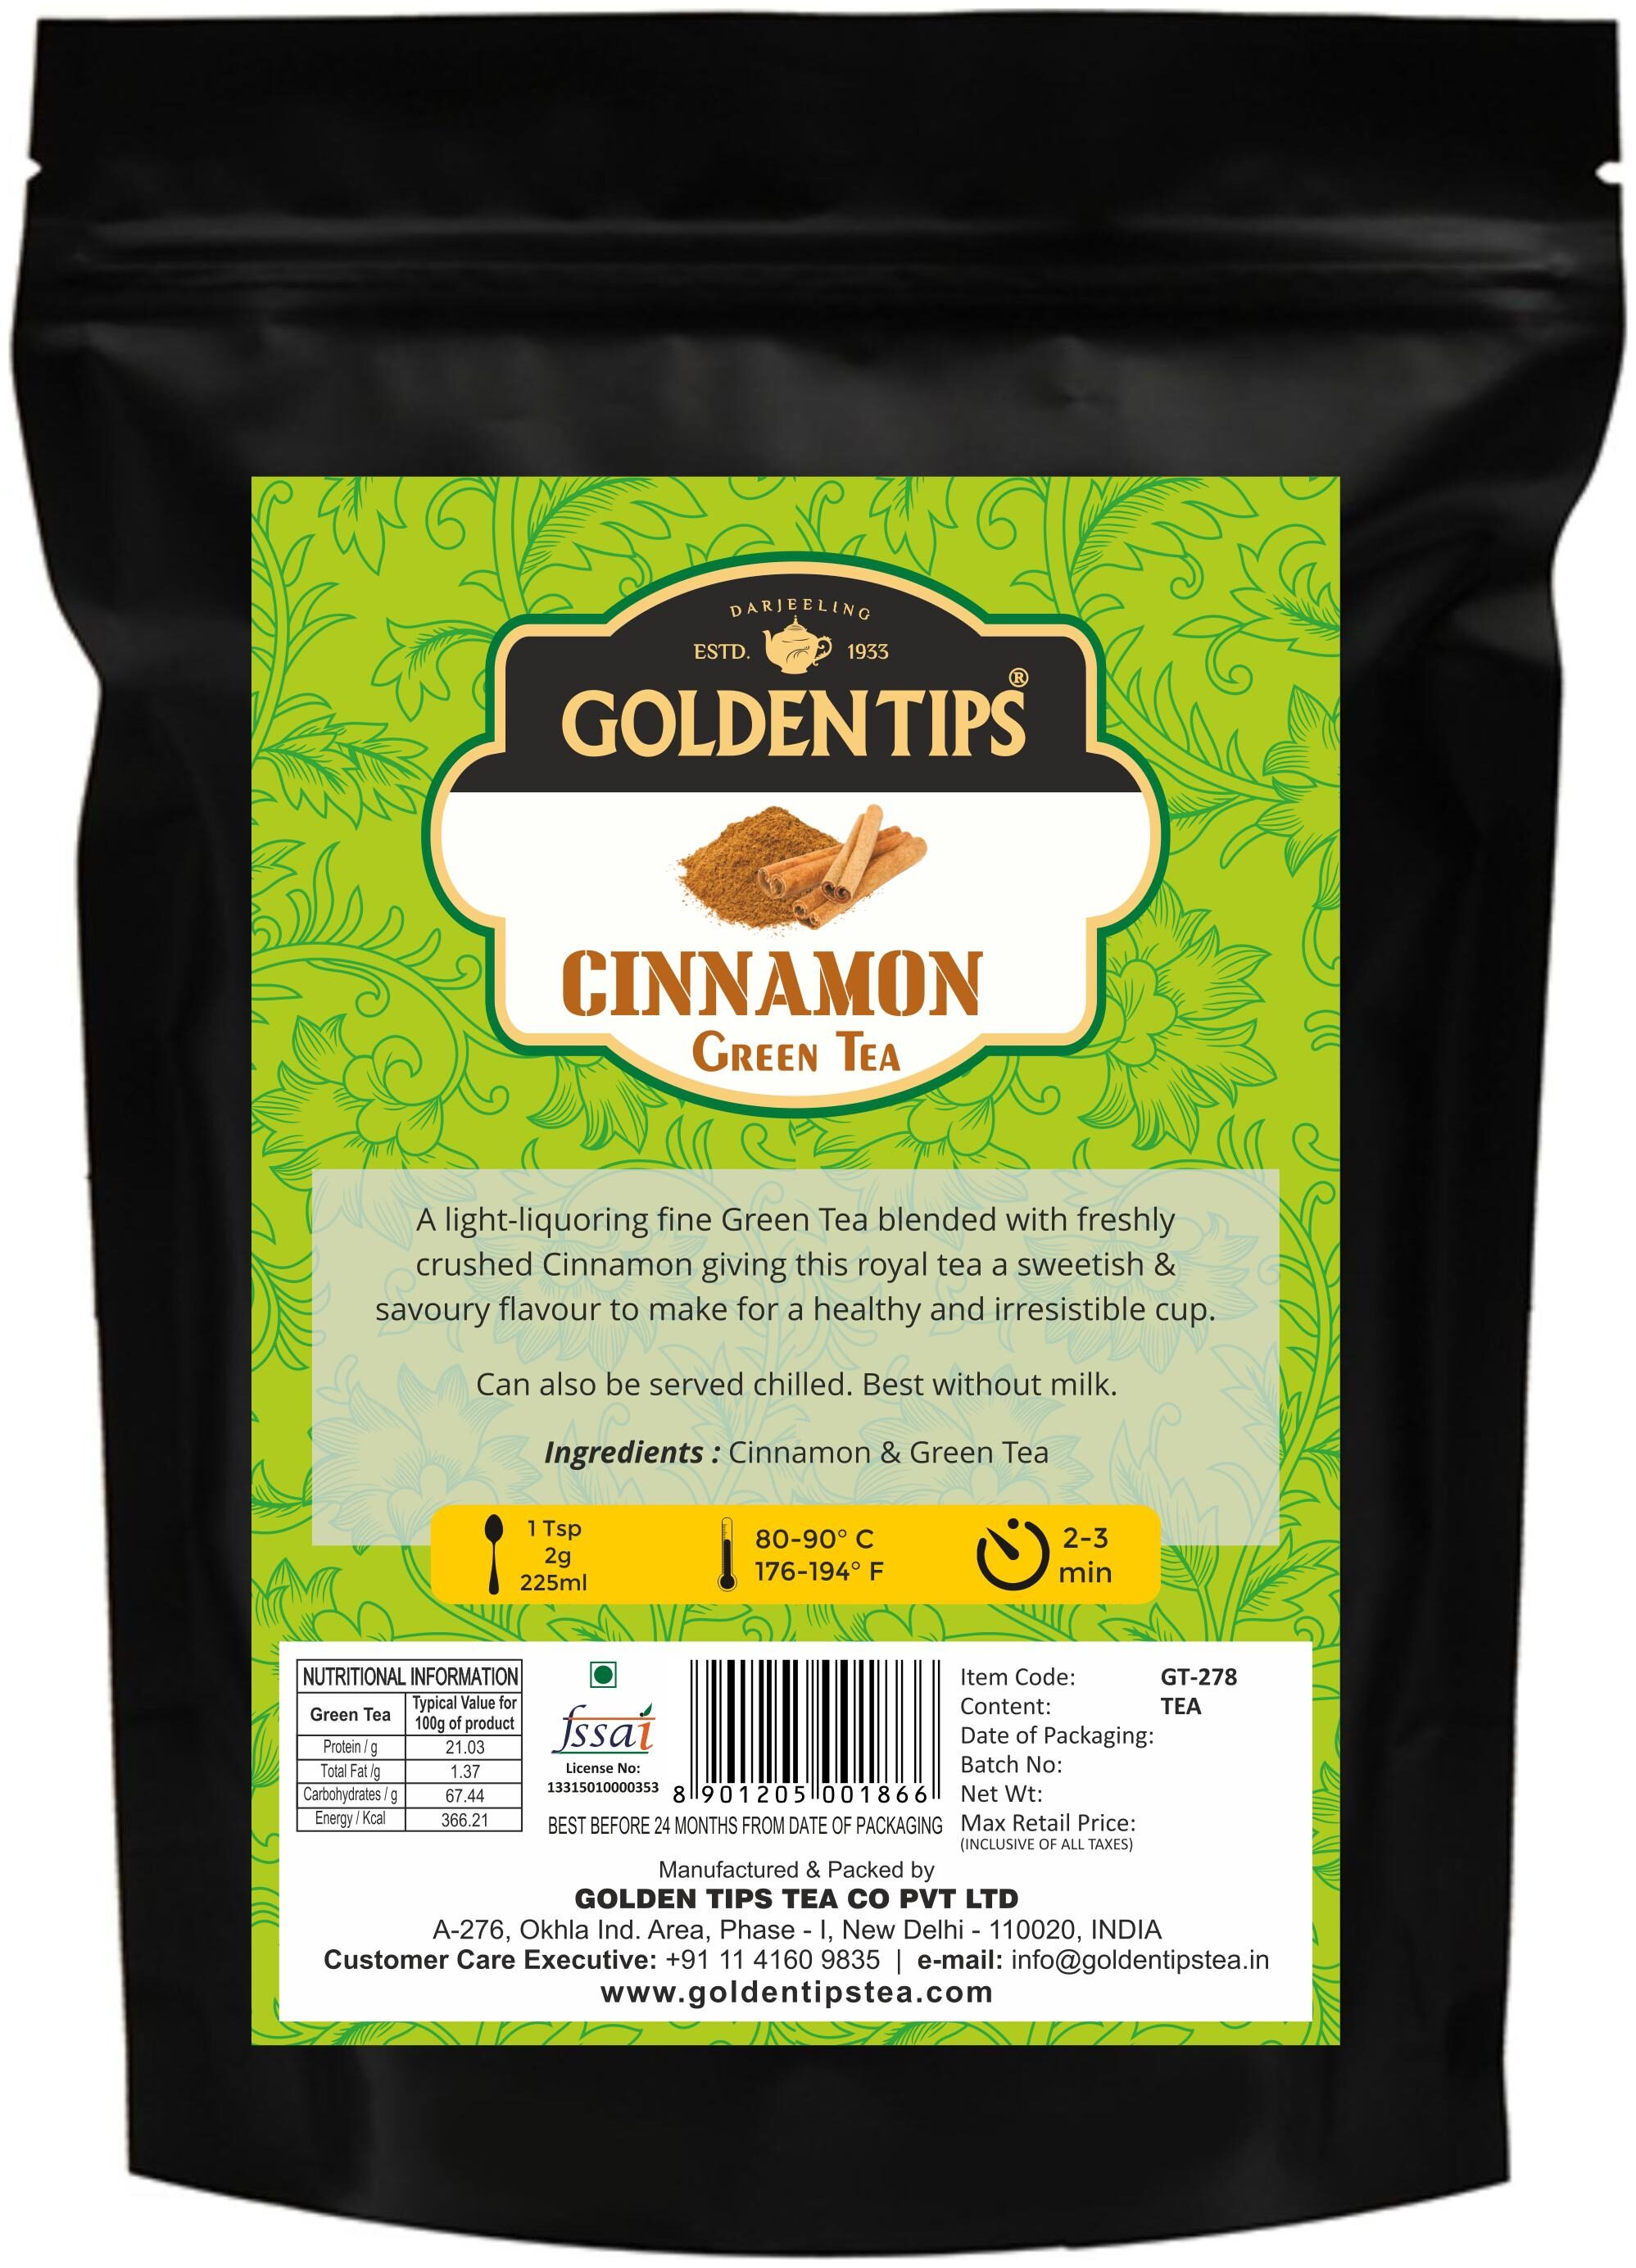 DARJEELING
ESTD. 1933
GOLDEN TIPS®
CINNAMON
GREEN TEA
A light-liquoring fine Green Tea blended with freshly
crushed Cinnamon giving this royal tea a sweetish &
savoury flavour to make for a healthy and irresistible cup.
Can also be served chilled. Best without milk.
Ingredients : Cinnamon & Green Tea
1 Tsp
2g
225ml
80-90° C
176-194° F
2-3
min
NUTRITIONAL INFORMATION
Green Tea Typical Value for 100g of product
Protein / g 21.03
Total Fat /g 1.37
Carbohydrates / g 67.44
Energy / Kcal 366.21
fssai
License No:
13315010000353
8 901205 001866
BEST BEFORE 24 MONTHS FROM DATE OF PACKAGING
Item Code: GT-278
Content: TEA
Date of Packaging:
Batch No:
Net Wt:
Max Retail Price:
(INCLUSIVE OF ALL TAXES)
Manufactured & Packed by
GOLDEN TIPS TEA CO PVT LTD
A-276, Okhla Ind. Area, Phase - I, New Delhi - 110020, INDIA
Customer Care Executive: +91 11 4160 9835 | e-mail: info@goldentipstea.in
www.goldentipstea.com